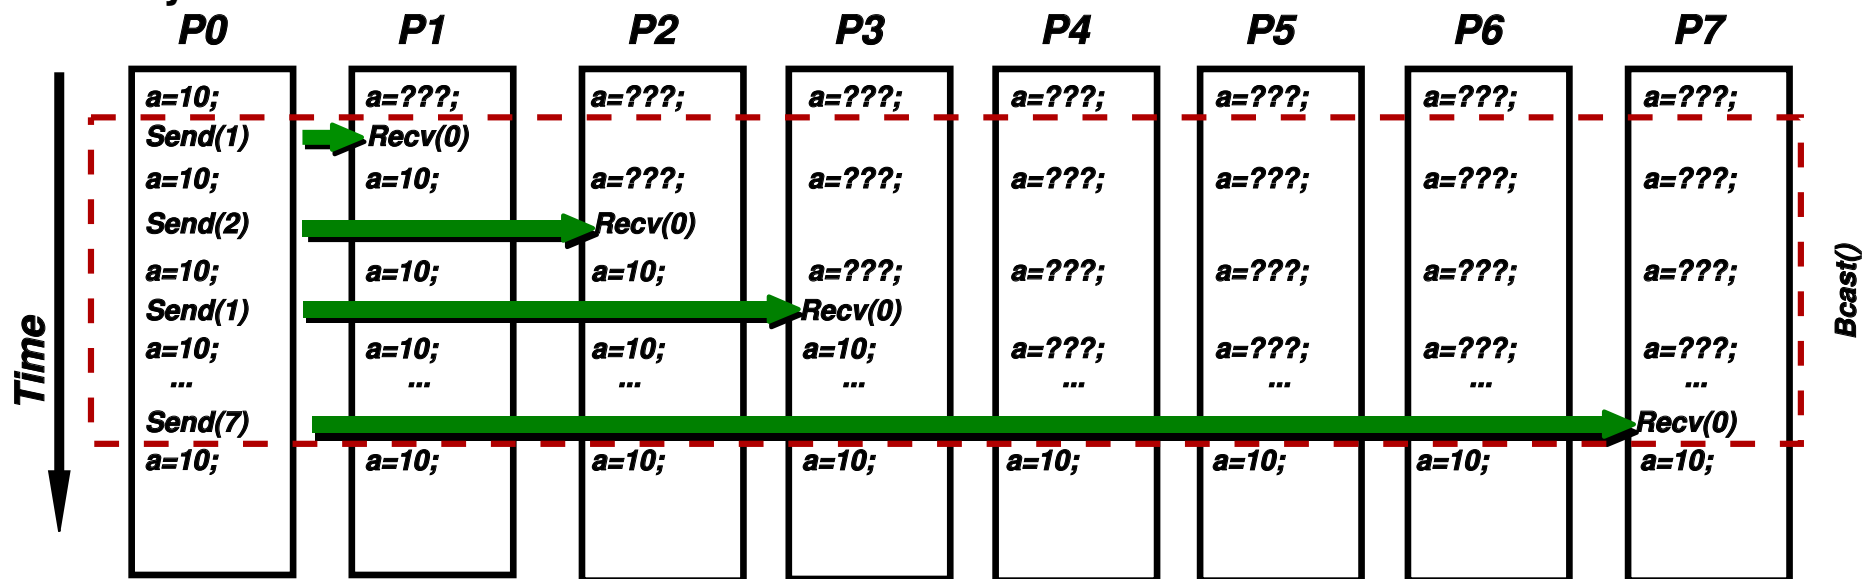 P0 P1 P2 P3 P4 P5 P6 P7
a=10; a=???; a=???; a=???; a=???; a=???; a=???; a=???;
Send(1) Recv(0)
a=10; a=10; a=???; a=???; a=???; a=???; a=???; a=???;
Send(2) Recv(0)
a=10; a=10; a=10; a=???; a=???; a=???; a=???; a=???;
Send(1) Recv(0)
a=10; a=10; a=10; a=10; a=???; a=???; a=???; a=???;
... ... ... ... ... ... ... ...
Send(7) Recv(0)
a=10; a=10; a=10; a=10; a=10; a=10; a=10; a=10;
Time
Bcast()